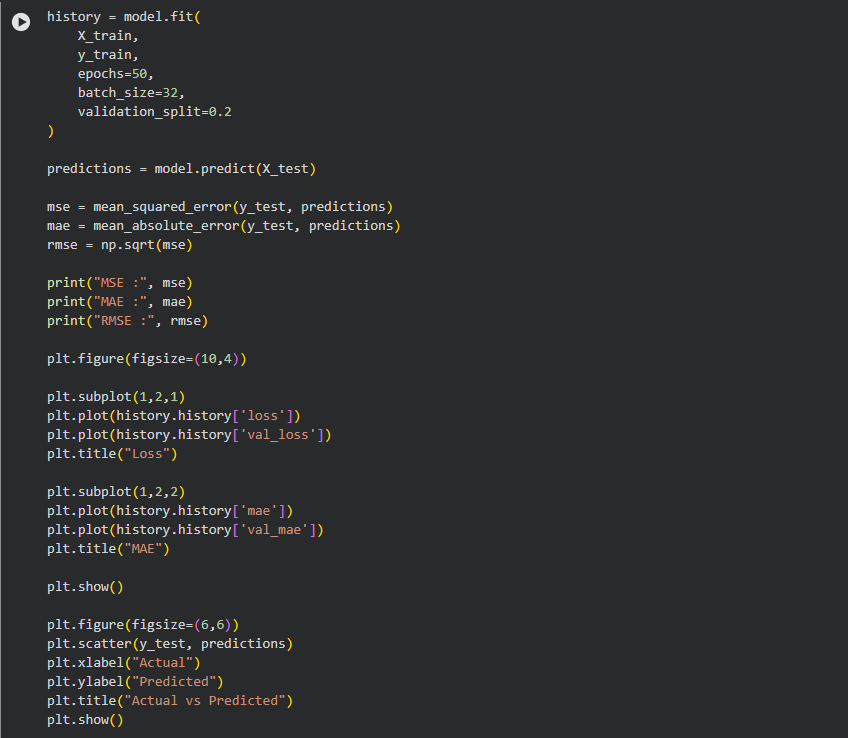 history = model.fit(
    X_train,
    y_train,
    epochs=50,
    batch_size=32,
    validation_split=0.2
)

predictions = model.predict(X_test)

mse = mean_squared_error(y_test, predictions)
mae = mean_absolute_error(y_test, predictions)
rmse = np.sqrt(mse)

print("MSE :", mse)
print("MAE :", mae)
print("RMSE :", rmse)

plt.figure(figsize=(10,4))

plt.subplot(1,2,1)
plt.plot(history.history['loss'])
plt.plot(history.history['val_loss'])
plt.title("Loss")

plt.subplot(1,2,2)
plt.plot(history.history['mae'])
plt.plot(history.history['val_mae'])
plt.title("MAE")

plt.show()

plt.figure(figsize=(6,6))
plt.scatter(y_test, predictions)
plt.xlabel("Actual")
plt.ylabel("Predicted")
plt.title("Actual vs Predicted")
plt.show()